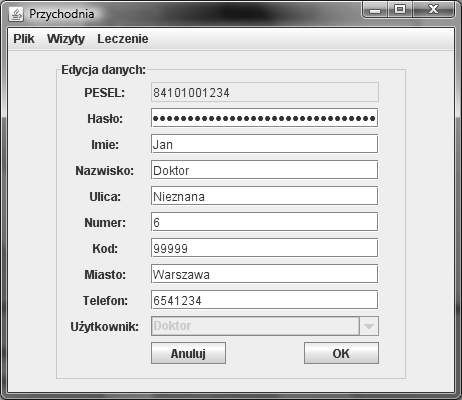 Przychodnia
Plik Wizyty Leczenie
Edycja danych:
PESEL: 84101001234
Hasło: ••••••••••••••••••••••••••••••••
Imie: Jan
Nazwisko: Doktor
Ulica: Nieznana
Numer: 6
Kod: 99999
Miasto: Warszawa
Telefon: 6541234
Użytkownik: Doktor
Anuluj OK